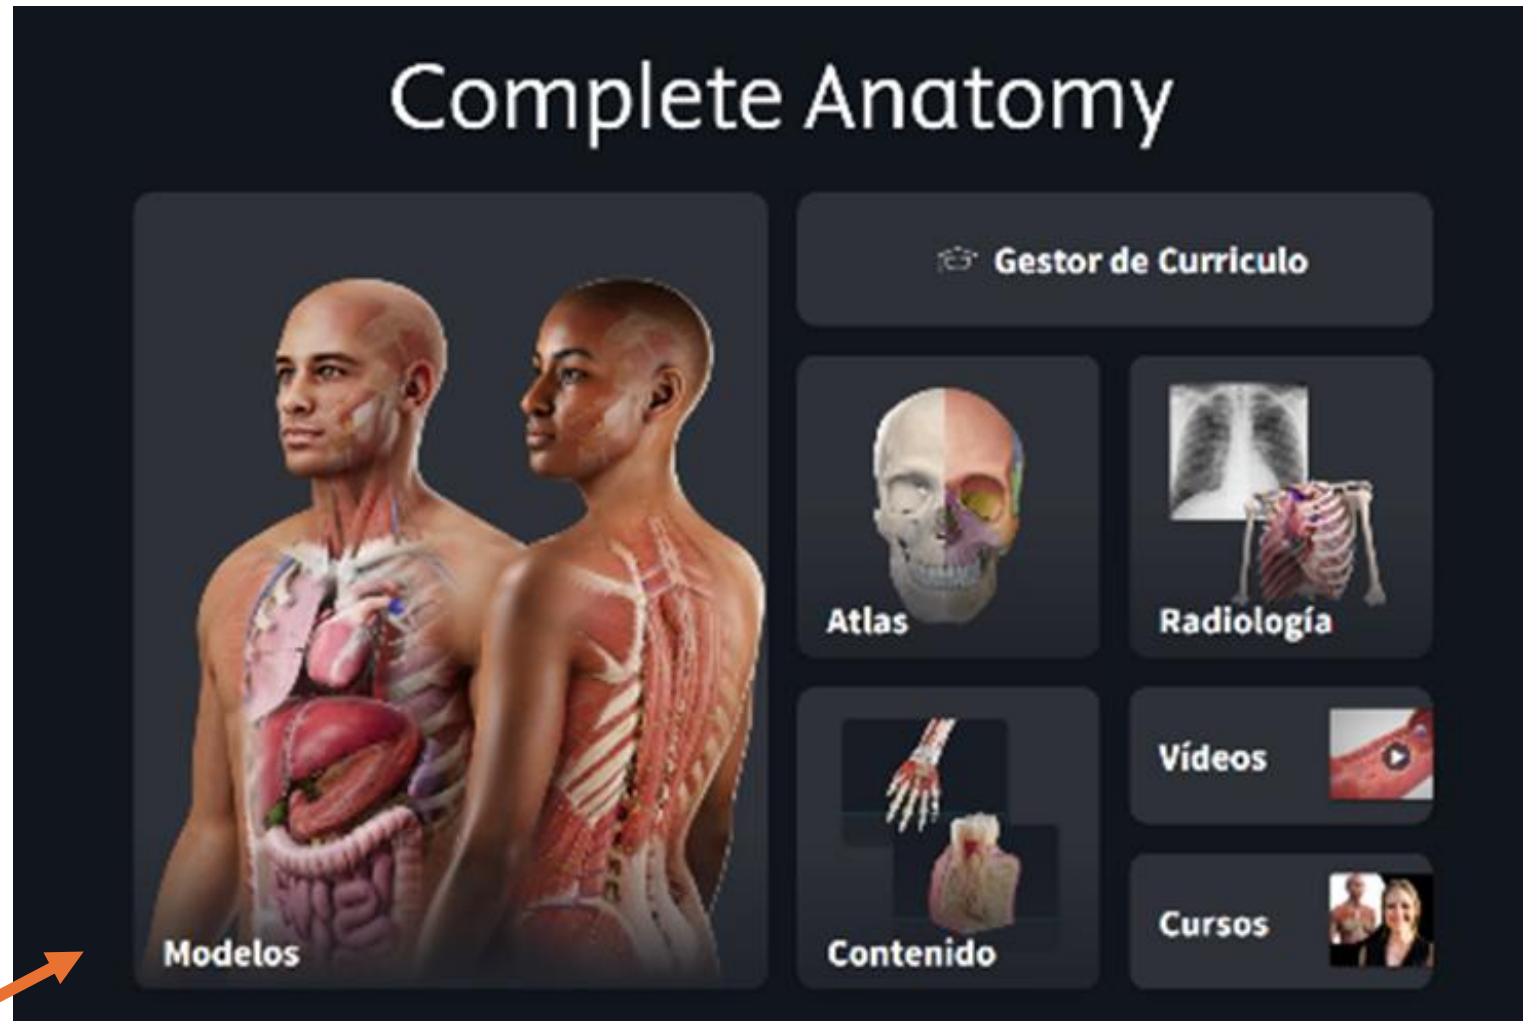 Complete Anatomy
Gestor de Curriculo
Atlas
Radiología
Modelos
Contenido
Vídeos
Cursos